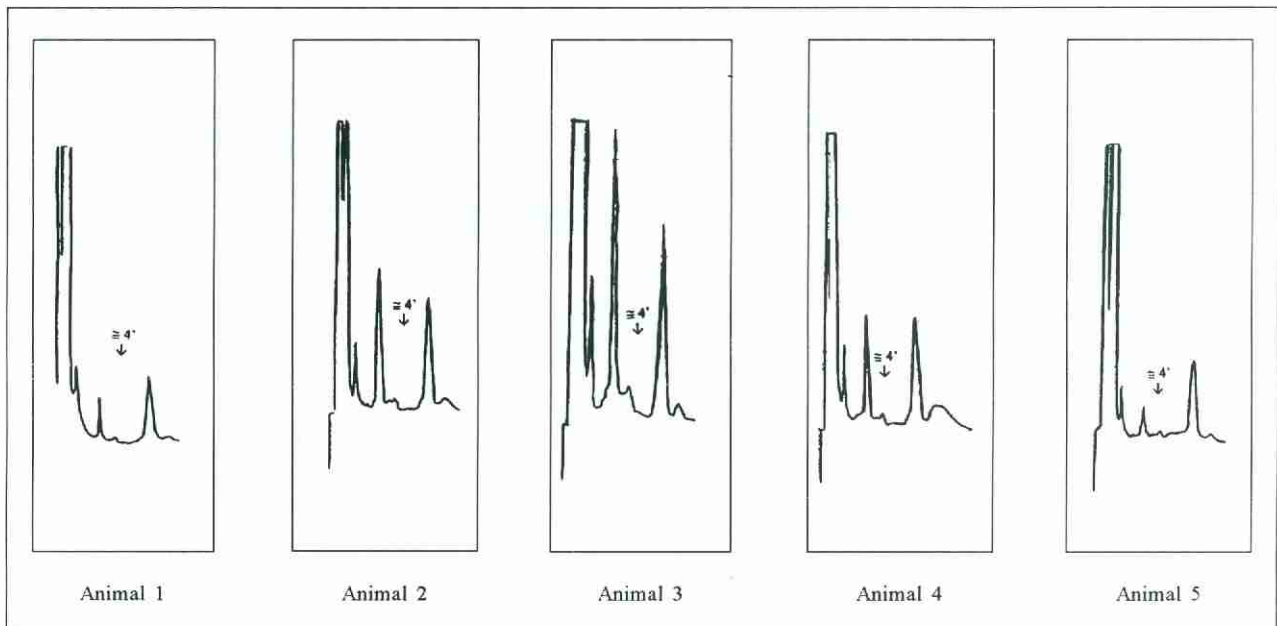 ≅ 4'
≅ 4'
≅ 4'
≅ 4'
≅ 4'
Animal 1
Animal 2
Animal 3
Animal 4
Animal 5